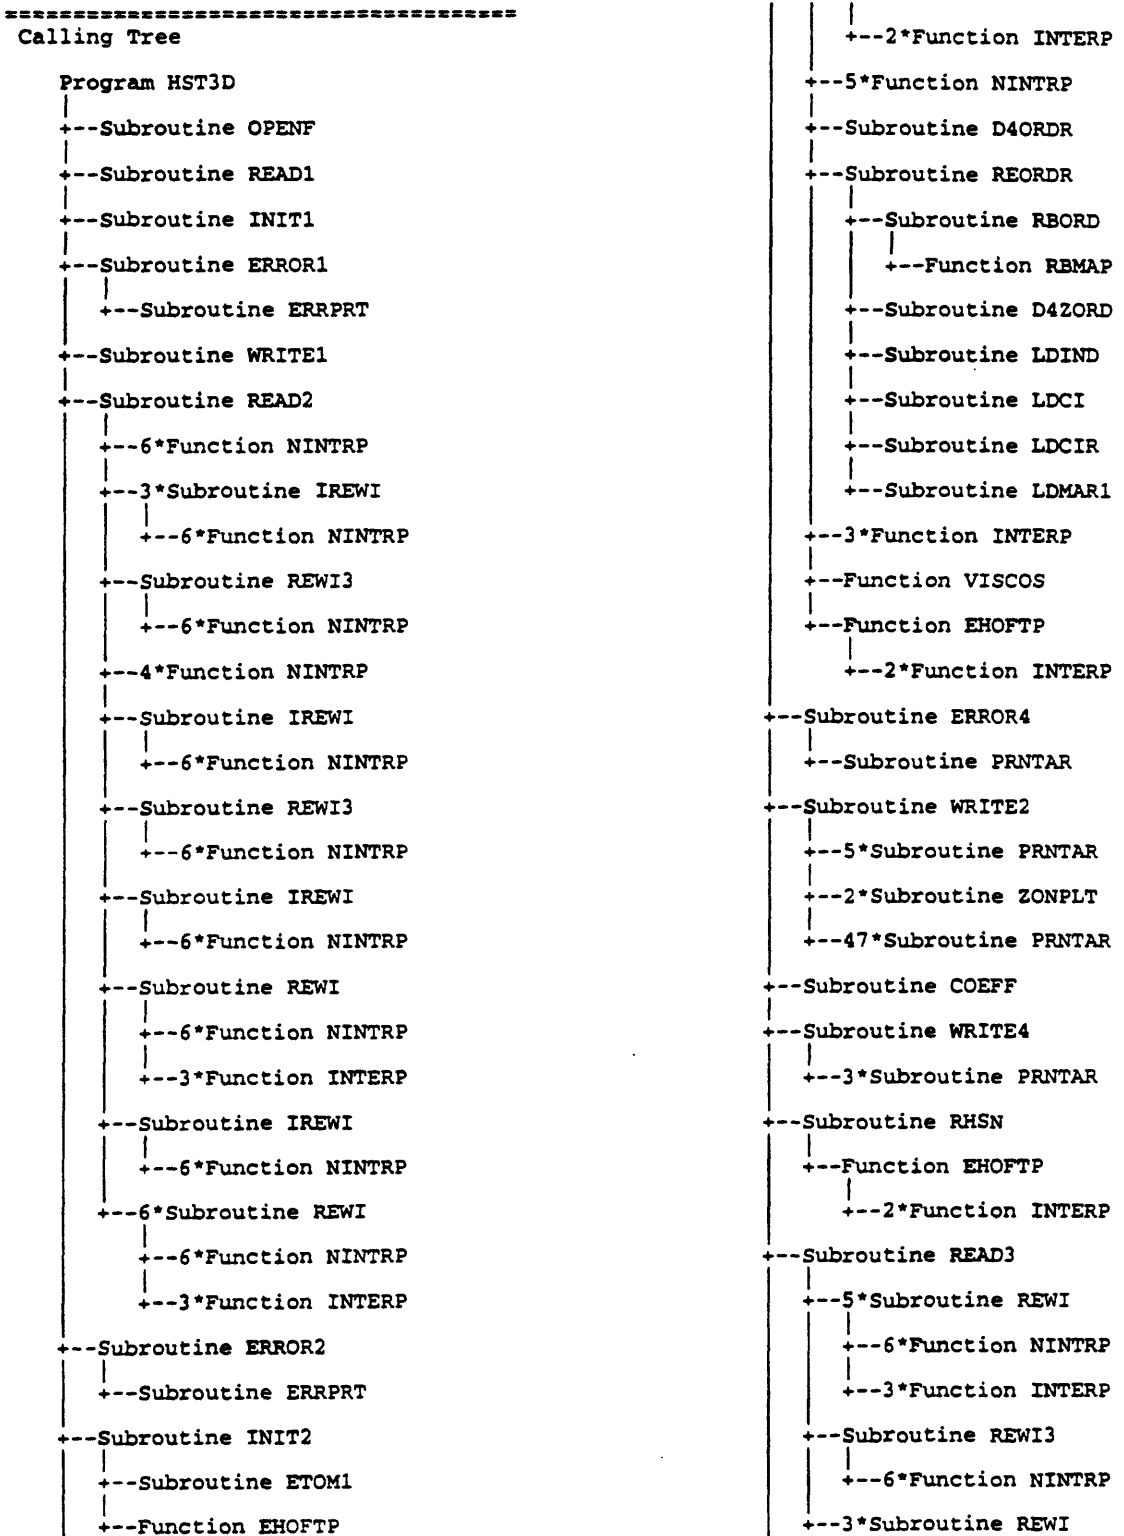 ========================================
Calling Tree
Program HST3D
+--Subroutine OPENF
+--Subroutine READ1
+--Subroutine INIT1
+--Subroutine ERROR1
+--Subroutine ERRPRT
+--Subroutine WRITE1
+--Subroutine READ2
+--6*Function NINTRP
+--3*Subroutine IREWI
+--6*Function NINTRP
+--Subroutine REWI3
+--6*Function NINTRP
+--4*Function NINTRP
+--Subroutine IREWI
+--6*Function NINTRP
+--Subroutine REWI3
+--6*Function NINTRP
+--Subroutine IREWI
+--6*Function NINTRP
+--Subroutine REWI
+--6*Function NINTRP
+--3*Function INTERP
+--Subroutine IREWI
+--6*Function NINTRP
+--6*Subroutine REWI
+--6*Function NINTRP
+--3*Function INTERP
+--Subroutine ERROR2
+--Subroutine ERRPRT
+--Subroutine INIT2
+--Subroutine ETOM1
+--Function EHOFTP
+--2*Function INTERP
+--5*Function NINTRP
+--Subroutine D4ORDR
+--Subroutine REORDR
+--Subroutine RBORD
+--Function RBMAP
+--Subroutine D4ZORD
+--Subroutine LDIND
+--Subroutine LDCI
+--Subroutine LDCIR
+--Subroutine LDMAR1
+--3*Function INTERP
+--Function VISCOS
+--Function EHOFTP
+--2*Function INTERP
+--Subroutine ERROR4
+--Subroutine PRNTAR
+--Subroutine WRITE2
+--5*Subroutine PRNTAR
+--2*Subroutine ZONPLT
+--47*Subroutine PRNTAR
+--Subroutine COEFF
+--Subroutine WRITE4
+--3*Subroutine PRNTAR
+--Subroutine RHSN
+--Function EHOFTP
+--2*Function INTERP
+--Subroutine READ3
+--5*Subroutine REWI
+--6*Function NINTRP
+--3*Function INTERP
+--Subroutine REWI3
+--6*Function NINTRP
+--3*Subroutine REWI